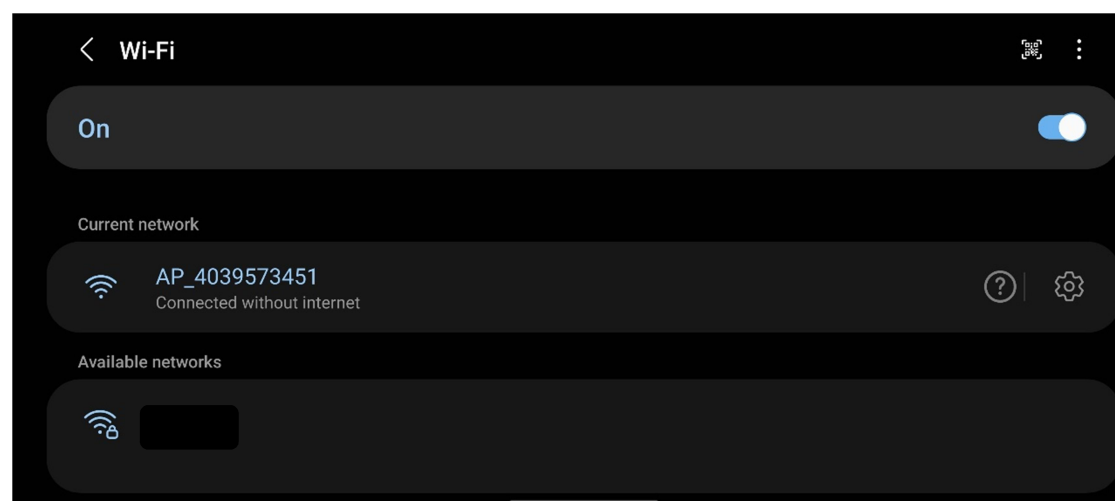 Wi-Fi
On
Current network
AP_4039573451
Connected without internet
Available networks